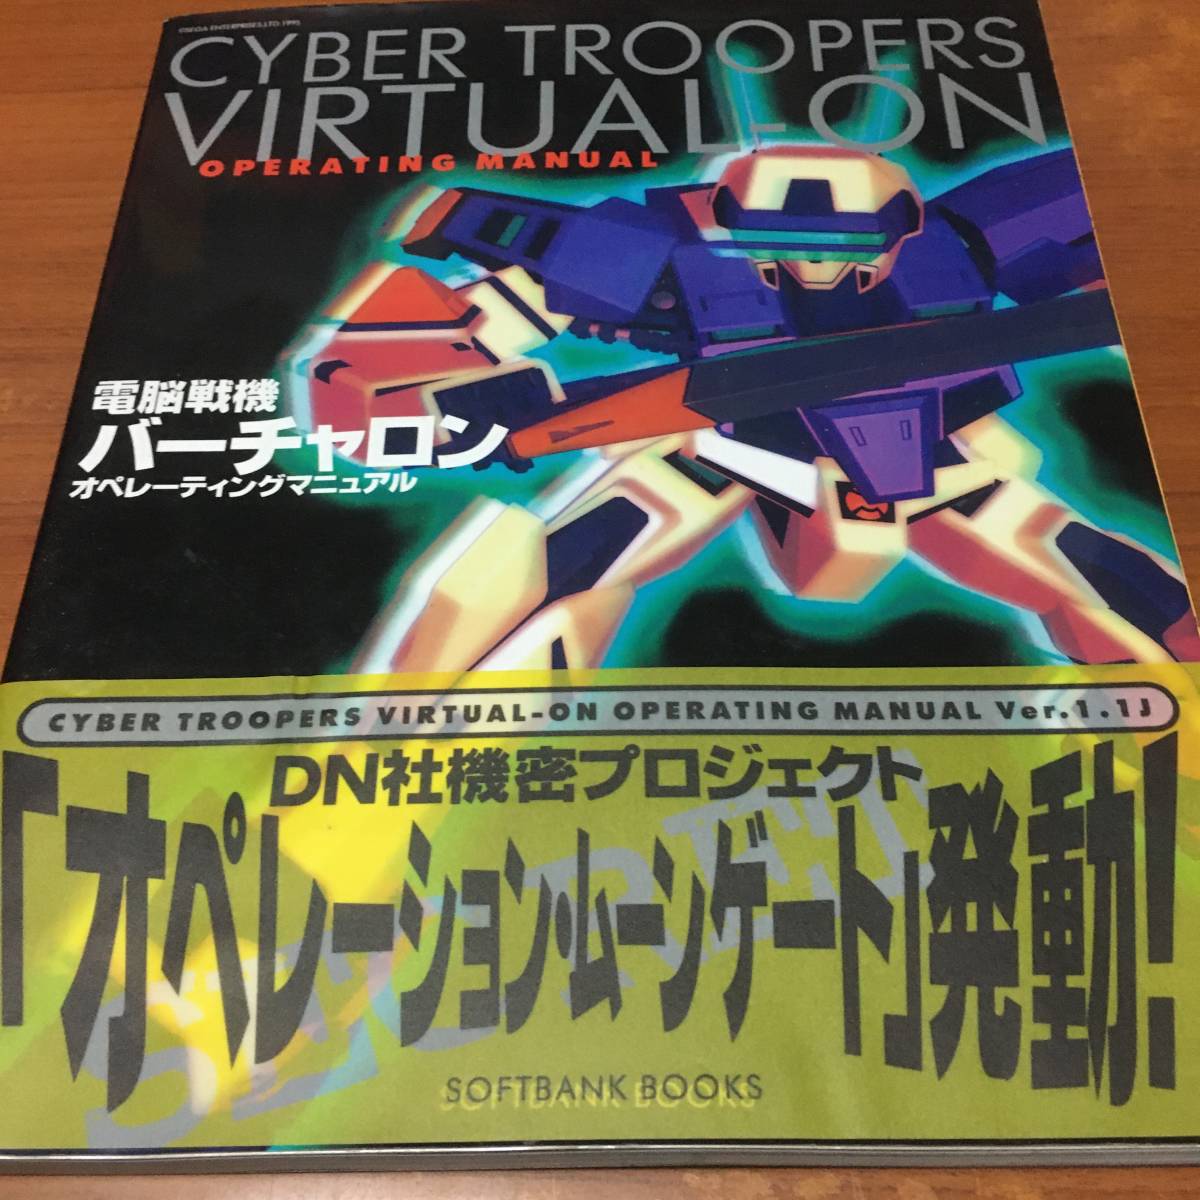 ©SEGA ENTERPRISES,LTD.1995
CYBER TROOPERS
VIRTUAL-ON
OPERATING MANUAL
電脳戦機
バーチャロン
オペレーティングマニュアル
CYBER TROOPERS VIRTUAL-ON OPERATING MANUAL Ver.1.1J
DN社機密プロジェクト
「オペレーション・ムーンゲート」発動!
SOFTBANK BOOKS